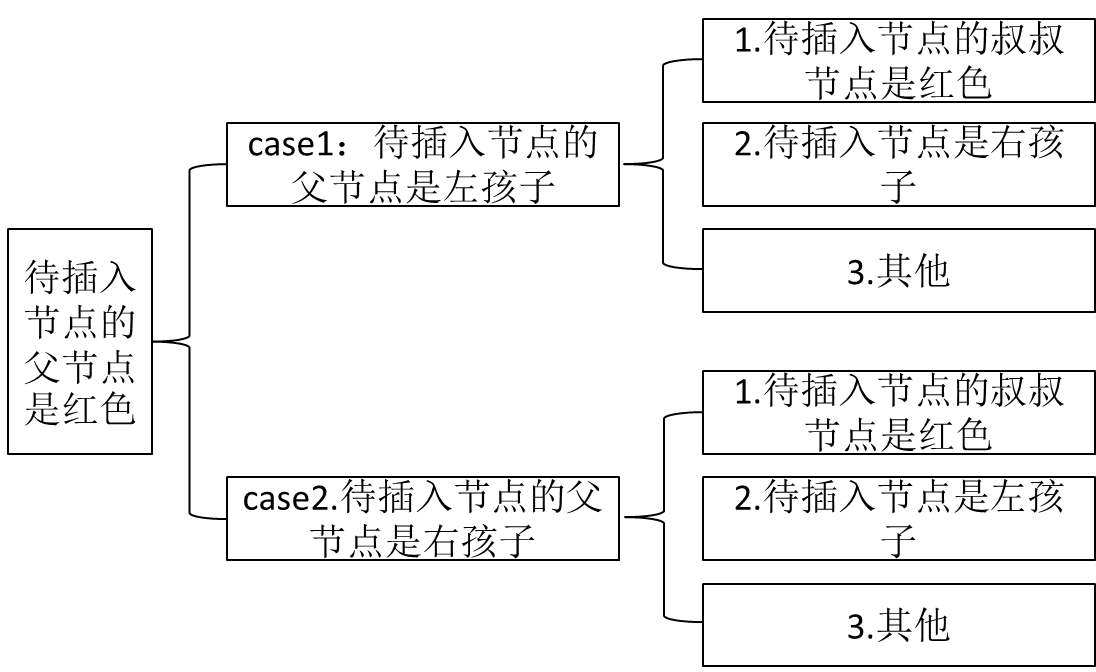 待插入
节点的
父节点
是红色
case1：待插入节点的
父节点是左孩子
1.待插入节点的叔叔
节点是红色
2.待插入节点是右孩
子
3.其他
case2.待插入节点的父
节点是右孩子
1.待插入节点的叔叔
节点是红色
2.待插入节点是左孩
子
3.其他